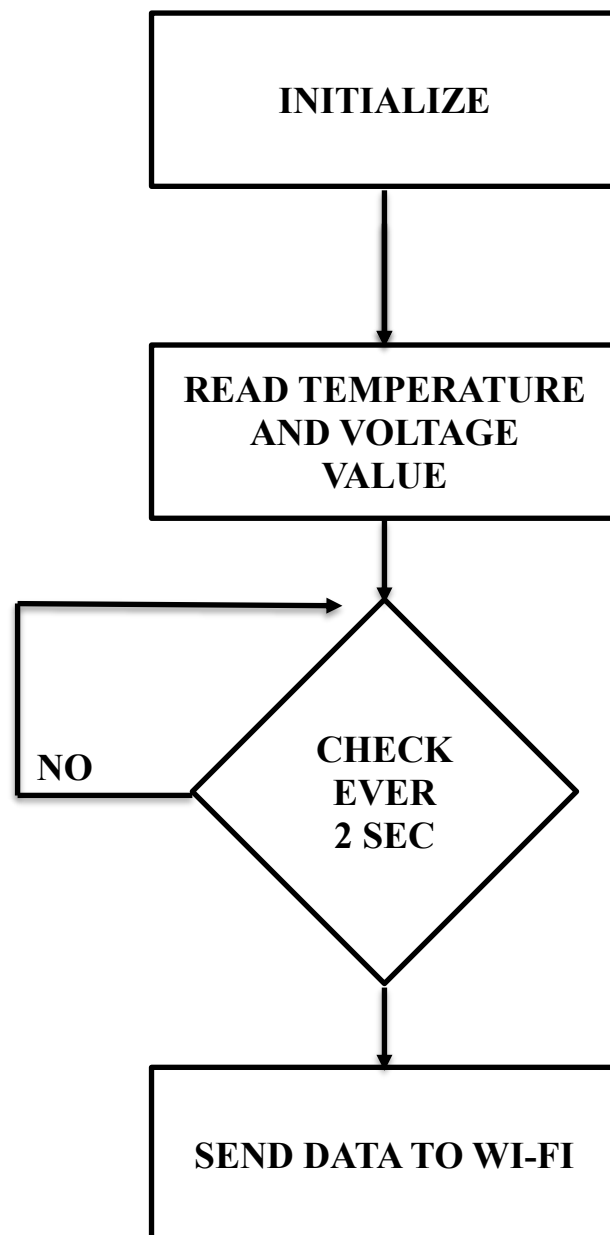 INITIALIZE
READ TEMPERATURE
AND VOLTAGE
VALUE
CHECK
EVER
2 SEC
NO
SEND DATA TO WI-FI